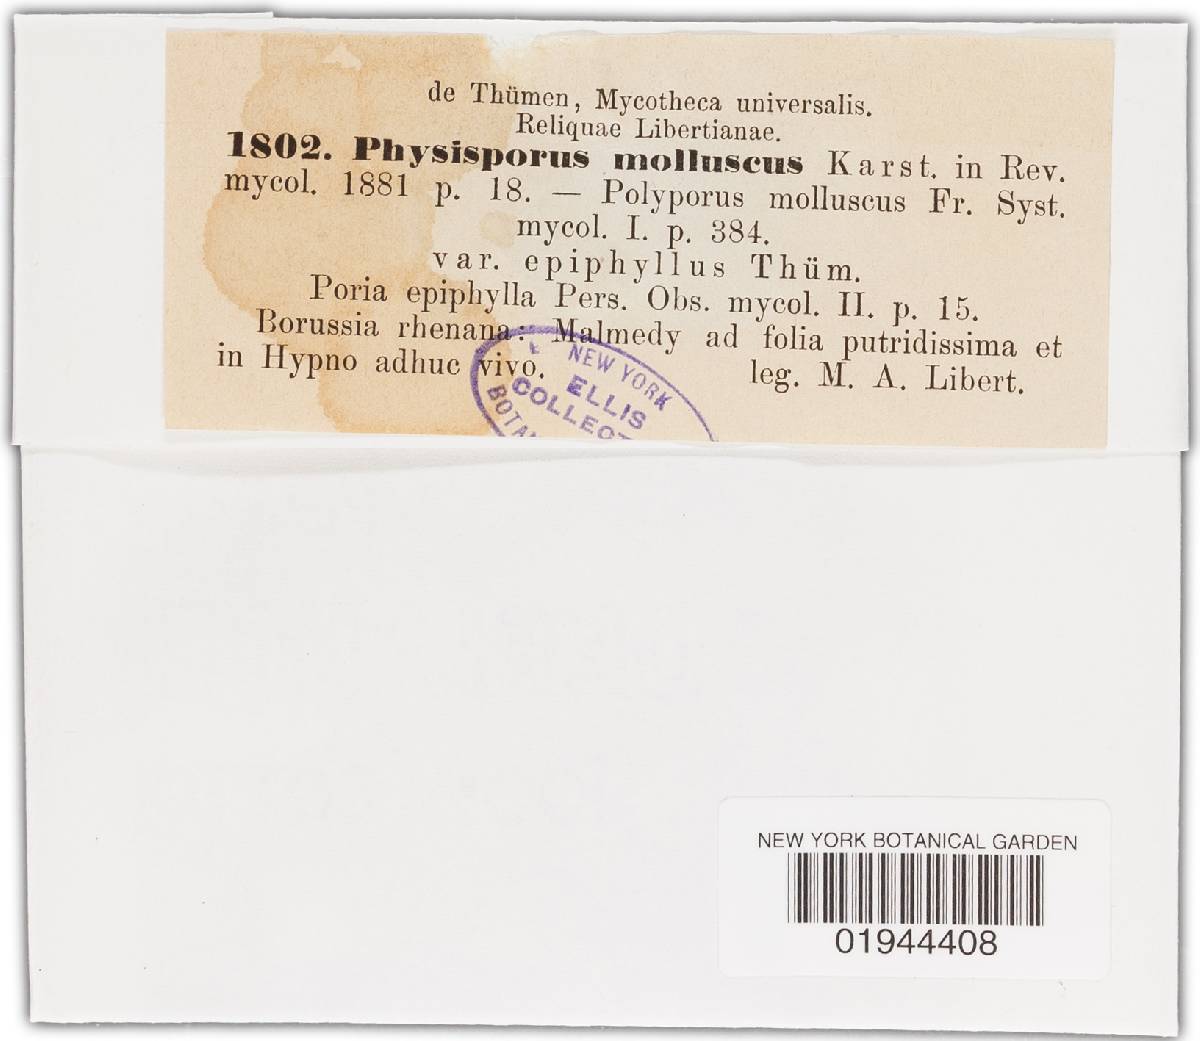 de Thümen, Mycotheca universalis.
Reliquae Libertianae.
1802. Physisporus molluscus Karst. in Rev.
mycol. 1881 p. 18. — Polyporus molluscus Fr. Syst.
mycol. I. p. 384.
var. epiphyllus Thüm.
Poria epiphylla Pers. Obs. mycol. II. p. 15.
Borussia rhenana: Malmedy ad folia putridissima et
in Hypno adhuc vivo. leg. M. A. Libert.
NEW YORK
ELLIS
COLLECT
BOTA
NEW YORK BOTANICAL GARDEN
01944408